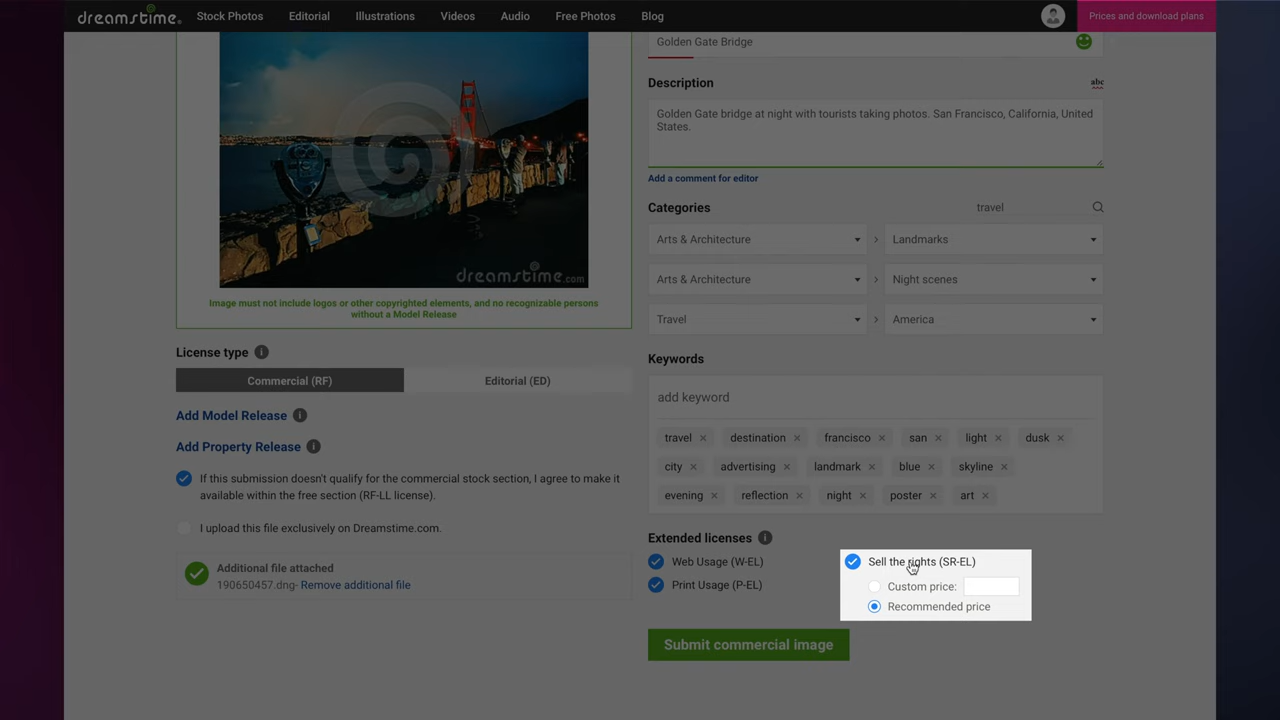 dreamstime. Stock Photos Editorial Illustrations Videos Audio Free Photos Blog Prices and download plans
Golden Gate Bridge
Description
abc
Golden Gate bridge at night with tourists taking photos. San Francisco, California, United
States.
Add a comment for editor
dreamstime.com
Image must not include logos or other copyrighted elements, and no recognizable persons
without a Model Release
Categories
travel
Arts & Architecture > Landmarks
Arts & Architecture > Night scenes
Travel > America
License type i
Commercial (RF) Editorial (ED)
Add Model Release i
Add Property Release i
If this submission doesn't qualify for the commercial stock section, I agree to make it
available within the free section (RF-LL license).
I upload this file exclusively on Dreamstime.com.
Additional file attached
190650457.dng- Remove additional file
Keywords
add keyword
travel × destination × francisco × san × light × dusk ×
city × advertising × landmark × blue × skyline ×
evening × reflection × night × poster × art ×
Extended licenses i
Web Usage (W-EL)
Print Usage (P-EL)
Sell the rights (SR-EL)
Custom price:
Recommended price
Submit commercial image